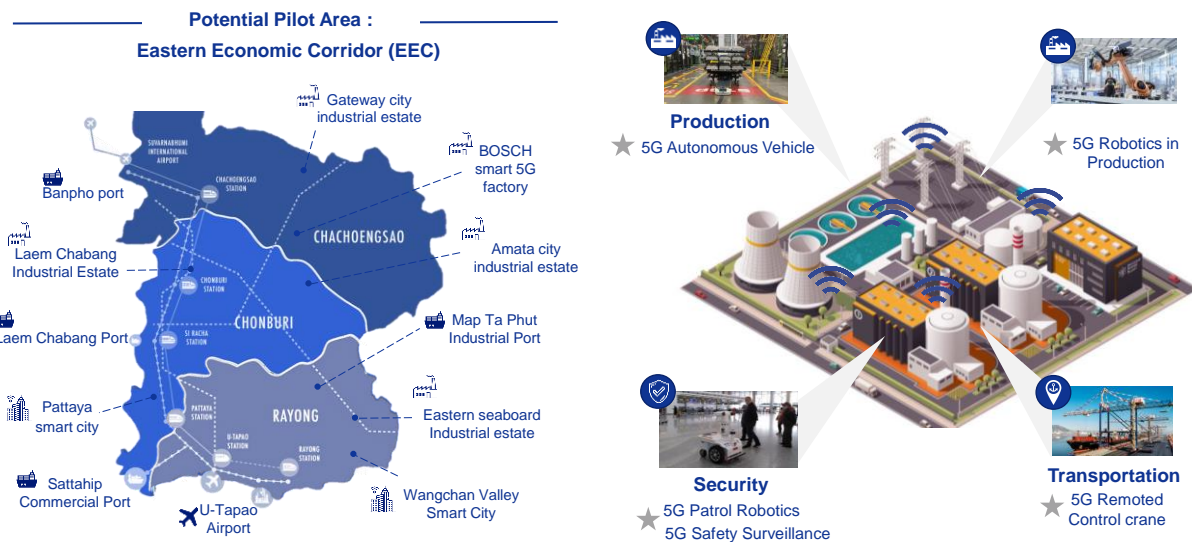 Potential Pilot Area :
Eastern Economic Corridor (EEC)
Gateway city
industrial estate
SUVARNABHUMI
INTERNATIONAL
AIRPORT
CHACHOENGSAO
STATION
Banpho port
BOSCH
smart 5G
factory
CHACHOENGSAO
Laem Chabang
Industrial Estate
Amata city
industrial estate
CHONBURI
STATION
CHONBURI
Laem Chabang Port
SI RACHA
STATION
Map Ta Phut
Industrial Port
Pattaya
smart city
PATTAYA
STATION
RAYONG
Eastern seaboard
Industrial estate
U-TAPAO
STATION
RAYONG
STATION
Sattahip
Commercial Port
U-Tapao
Airport
Wangchan Valley
Smart City
Production
5G Autonomous Vehicle
5G Robotics in
Production
Security
5G Patrol Robotics
5G Safety Surveillance
Transportation
5G Remoted
Control crane